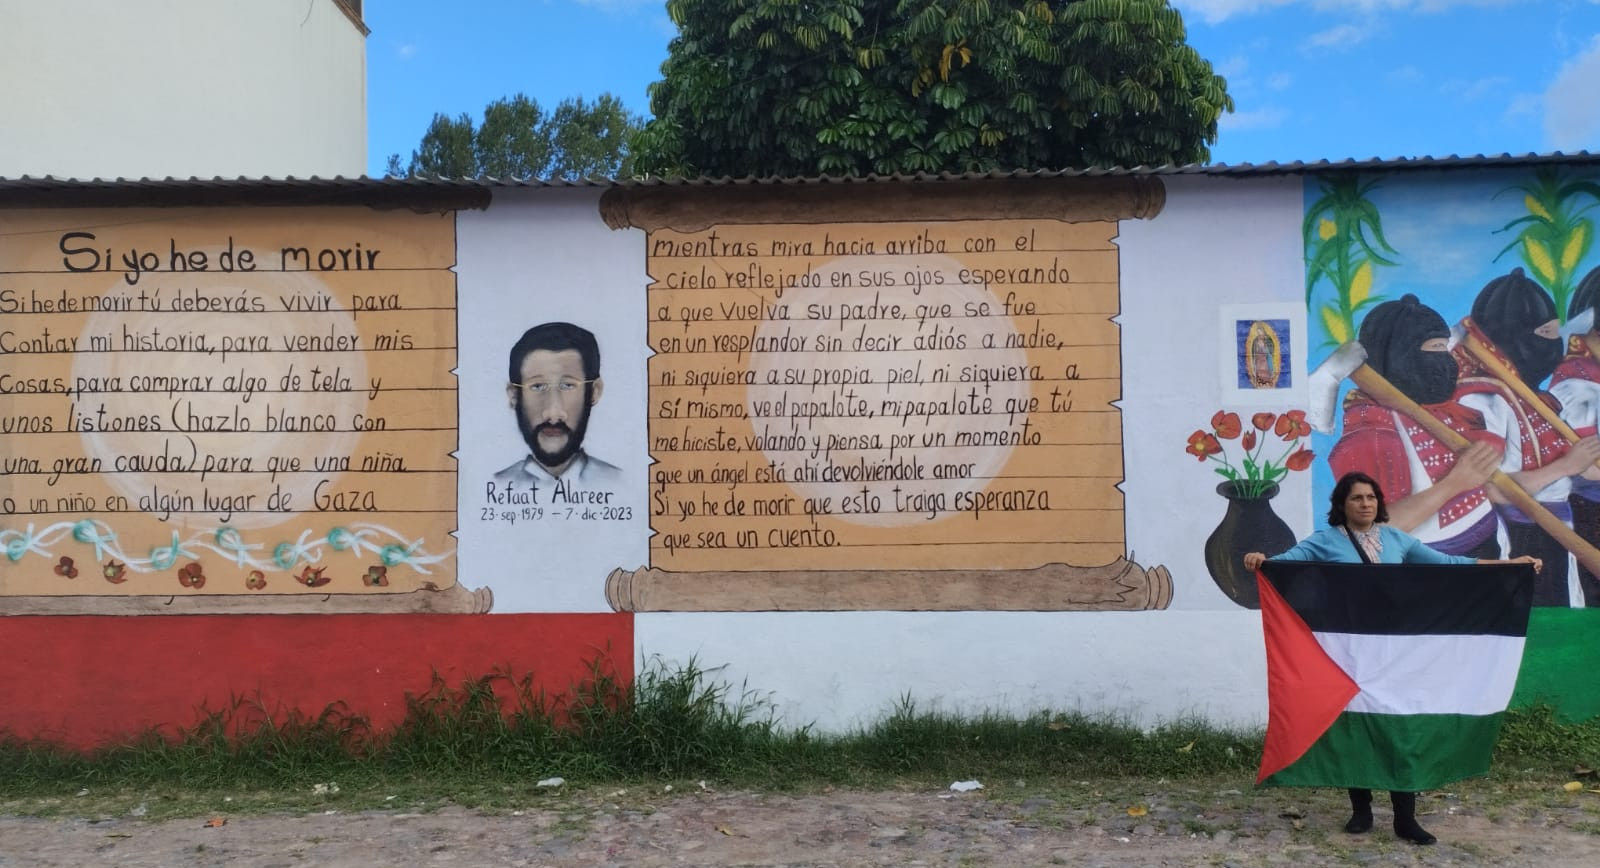 Si yo he de morir
Si he de morir tú deberás vivir para
Contar mi historia, para vender mis
Cosas, para comprar algo de tela y
unos listones (hazlo blanco con
una gran cauda) para que una niña
o un niño en algún lugar de Gaza
Refaat Alareer
23·sep·1979 – 7·dic·2023
mientras mira hacia arriba con el
cielo reflejado en sus ojos esperando
a que vuelva su padre, que se fue
en un resplandor sin decir adiós a nadie,
ni siquiera a su propia piel, ni siquiera a
sí mismo, ve el papalote, mi papalote que tú
me hiciste, volando y piensa por un momento
que un ángel está ahí devolviéndole amor
Si yo he de morir que esto traiga esperanza
que sea un cuento.